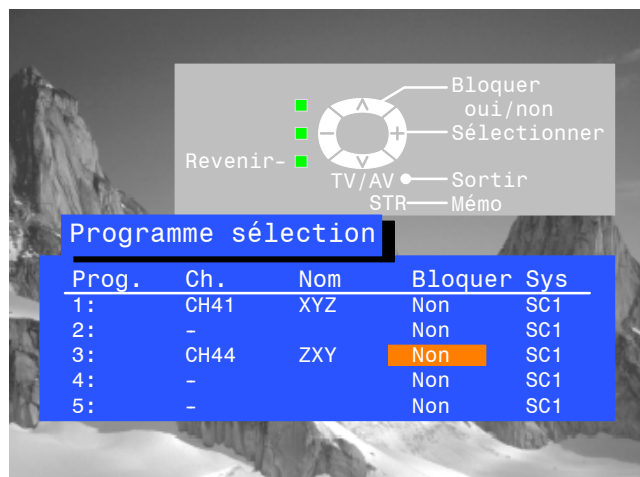 Bloquer
oui/non
Sélectionner
Revenir-
TV/AV
Sortir
STR
Mémo
Programme sélection
Prog. Ch. Nom Bloquer Sys
1: CH41 XYZ Non SC1
2: – Non SC1
3: CH44 ZXY Non SC1
4: – Non SC1
5: – Non SC1